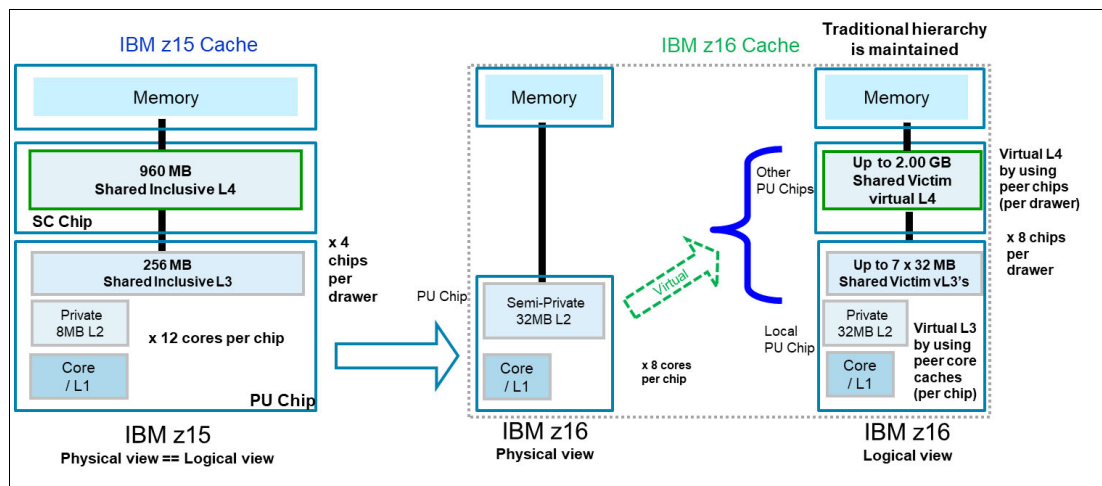 IBM z15 Cache
Memory
960 MB
Shared Inclusive L4
SC Chip
256 MB
Shared Inclusive L3
Private
8MB L2
x 12 cores per chip
Core
/ L1
PU Chip
x 4
chips
per
drawer
IBM z15
Physical view == Logical view
IBM z16 Cache
Memory
PU Chip
Semi-Private
32MB L2
Core
/ L1
x 8 cores
per chip
Virtual
IBM z16
Physical view
Traditional hierarchy
is maintained
Memory
Other
PU Chips
Up to 2.00 GB
Shared Victim
virtual L4
Virtual L4
by using
peer chips
(per drawer)
x 8 chips
per
drawer
Up to 7 x 32 MB
Shared Victim vL3's
Local
PU Chip
Private
32MB L2
Core
/ L1
Virtual L3
by using
peer core
caches
(per chip)
IBM z16
Logical view